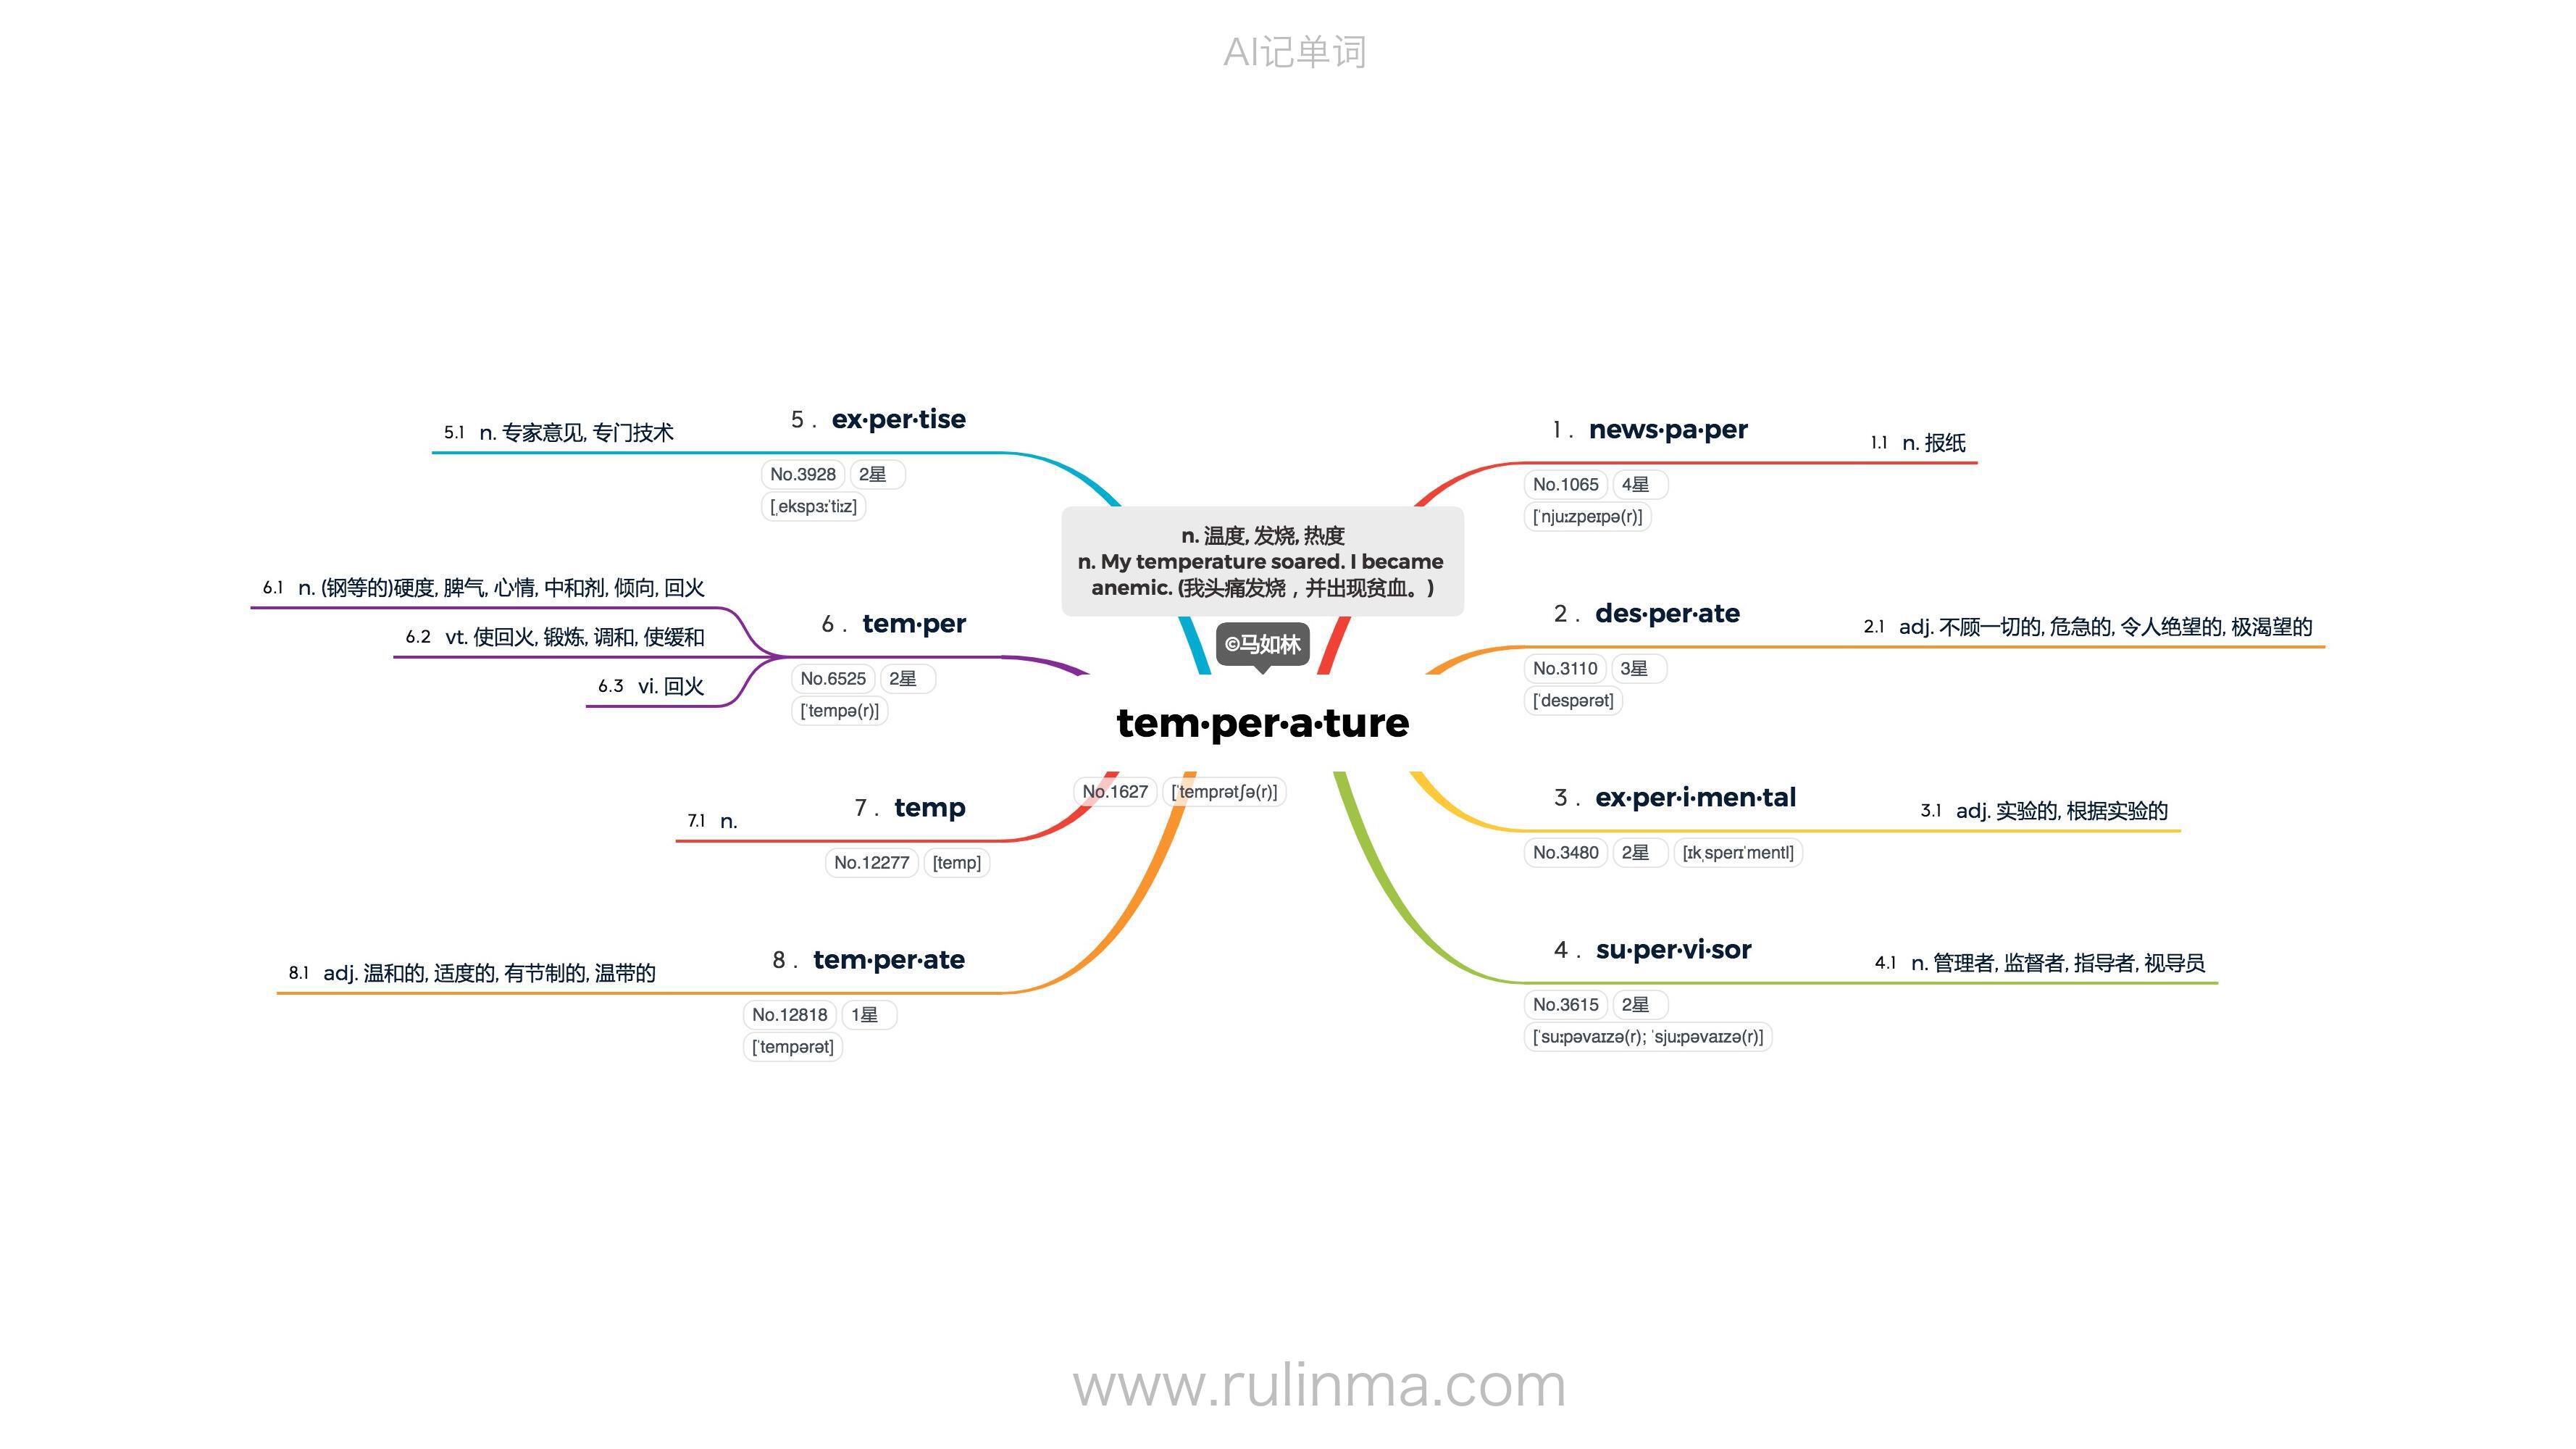 AI记单词
n. 温度, 发烧, 热度
n. My temperature soared. I became
anemic. (我头痛发烧，并出现贫血。)
©马如林
tem·per·a·ture
No.1627 [ˈtemprətʃə(r)]
1. news·pa·per
1.1 n. 报纸
No.1065 4星
[ˈnjuːzpeɪpə(r)]
2. des·per·ate
2.1 adj. 不顾一切的, 危急的, 令人绝望的, 极渴望的
No.3110 3星
[ˈdespərət]
3. ex·per·i·men·tal
3.1 adj. 实验的, 根据实验的
No.3480 2星 [ɪkˌsperɪˈmentl]
4. su·per·vi·sor
4.1 n. 管理者, 监督者, 指导者, 视导员
No.3615 2星
[ˈsuːpəvaɪzə(r); ˈsjuːpəvaɪzə(r)]
5. ex·per·tise
5.1 n. 专家意见, 专门技术
No.3928 2星
[ˌekspɜːˈtiːz]
6. tem·per
6.1 n. (钢等的)硬度, 脾气, 心情, 中和剂, 倾向, 回火
6.2 vt. 使回火, 锻炼, 调和, 使缓和
6.3 vi. 回火
No.6525 2星
[ˈtempə(r)]
7. temp
7.1 n.
No.12277 [temp]
8. tem·per·ate
8.1 adj. 温和的, 适度的, 有节制的, 温带的
No.12818 1星
[ˈtempərət]
www.rulinma.com